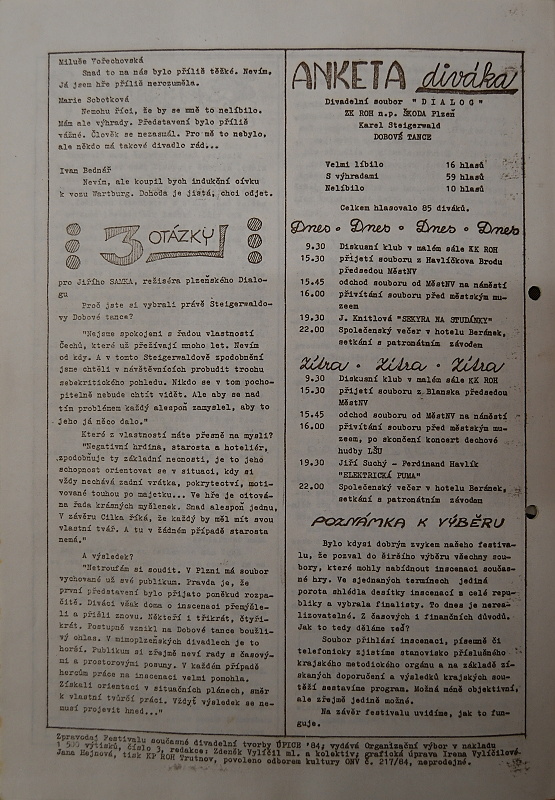 Miluše Vořechovská
Snad to na nás bylo příliš těžké. Nevím.
Já jsem hře příliš nerozuměla.
Marie Sobotková
Nemohu říci, že by se mně to nelíbilo.
Mám ale výhrady. Představení bylo příliš
vážné. Člověk se nezasmál. Pro mě to nebylo,
ale někdo má takové divadlo rád...
Ivan Bednář
Nevím, ale koupil bych indukční cívku
k vozu Wartburg. Dohoda je jistá, chci odjet.
3 OTÁZKY
pro Jiřího SAMKA, režiséra plzeňského Dialo-
gu
Proč jste si vybrali právě Steigerwaldo-
vy Dobové tance?
"Nejsme spokojeni s řadou vlastností
Čechů, které už přežívají mnoho let. Nevím
od kdy. A v tomto Steigerwaldově zpodobnění
jsme chtěli v návštěvnících probudit trochu
sebekritického pohledu. Nikdo se v tom pocho-
pitelně nebude chtít vidět. Ale aby se nad
tím problémem každý alespoň zamyslel, aby to
jeho já něco dalo."
Které z vlastností máte přesně na mysli?
"Negativní hrdina, starosta a hoteliér,
zpodobňuje ty základní necnosti, je to jeho
schopnost orientovat se v situaci, kdy si
vždy nechává zadní vrátka, pokrytectví, moti-
vované touhou po majetku... Ve hře je citová-
na řada krásných myšlenek. Snad alespoň jednu.
V závěru Cilka říká, že každý by měl mít svou
vlastní tvář. A tu v žádném případě starosta
nemá."
A výsledek?
"Netroufám si soudit. V Plzni má soubor
vychované už své publikum. Pravda je, že
první představení bylo přijato poněkud rozpa-
čitě. Diváci však doma o inscenaci přemýšle-
li a přišli znovu. Někteří i třikrát, čtyři-
krát. Postupně vznikl na Dobové tance bouřli-
vý ohlas. V mimoplzeňských divadlech je to
horší. Publikum si zřejmě neví rady s časový-
mi a prostorovými posuny. V každém případě
hercům práce na inscenaci velmi pomohla.
Získali orientaci v situačních plánech, směr
k vlastní tvůrčí práci. Vždyť výsledek se ne-
musí projevit hned..."
ANKETA diváka
Divadelní soubor "DIALOG"
ZK ROH n.p. ŠKODA Plzeň
Karel Steigerwald
DOBOVÉ TANCE
Velmi líbilo 16 hlasů
S výhradami 59 hlasů
Nelíbilo 10 hlasů
Celkem hlasovalo 85 diváků.
Dnes • Dnes • Dnes • Dnes
9.30 Diskusní klub v malém sále KK ROH
15.30 přijetí souboru z Havlíčkova Brodu
předsedou MěstNV
15.45 odchod souboru od MěstNV na náměstí
16.00 přivítání souboru před městským mu-
zeem
19.30 J. Knitlová "SEKYRA NA STUDÁNKY"
22.00 Společenský večer v hotelu Beránek,
setkání s patronátním závodem
Zítra • Zítra • Zítra
9.30 Diskusní klub v malém sále KK ROH
15.30 přijetí souboru z Blanska předsedou
MěstNV
15.45 odchod souboru od MěstNV na náměstí
16.00 přivítání souboru před městským mu-
zeem, po skončení koncert dechové
hudby LŠU
19.30 Jiří Suchý - Ferdinand Havlík
"ELEKTRICKÁ PUMA"
22.00 Společenský večer v hotelu Beránek,
setkání s patronátním závodem
POZNÁMKA K VÝBĚRU
Bylo kdysi dobrým zvykem našeho festiva-
lu, že pozval do širšího výběru všechny sou-
bory, které mohly nabídnout inscenaci součas-
né hry. Ve sjednaných termínech jediná
porota shlédla desítky inscenací z celé repu-
bliky a vybrala finalisty. To dnes je nerea-
lizovatelné. Z časových i finančních důvodů.
Jak to tedy děláme teď?
Soubor přihlásí inscenaci, písemně či
telefonicky zjistíme stanovisko příslušného
krajského metodického orgánu a na základě zí-
skaných doporučení a výsledků krajských sou-
těží sestavíme program. Možná méně objektivní,
ale zřejmě jedině možné.
Na závěr festivalu uvidíme, jak to fun-
guje.
Zpravodaj Festivalu současné divadelní tvorby ÚPICE '84; vydává Organizační výbor v nakladu
1 500 výtisků, číslo 3, redakce: Zdeněk Vylíčil ml. a kolektiv; grafická úprava Irena Vylíčilová
Jana Hejnová, tisk KP ROH Trutnov, povoleno odborem kultury ONV č. 217/84, neprodejné.